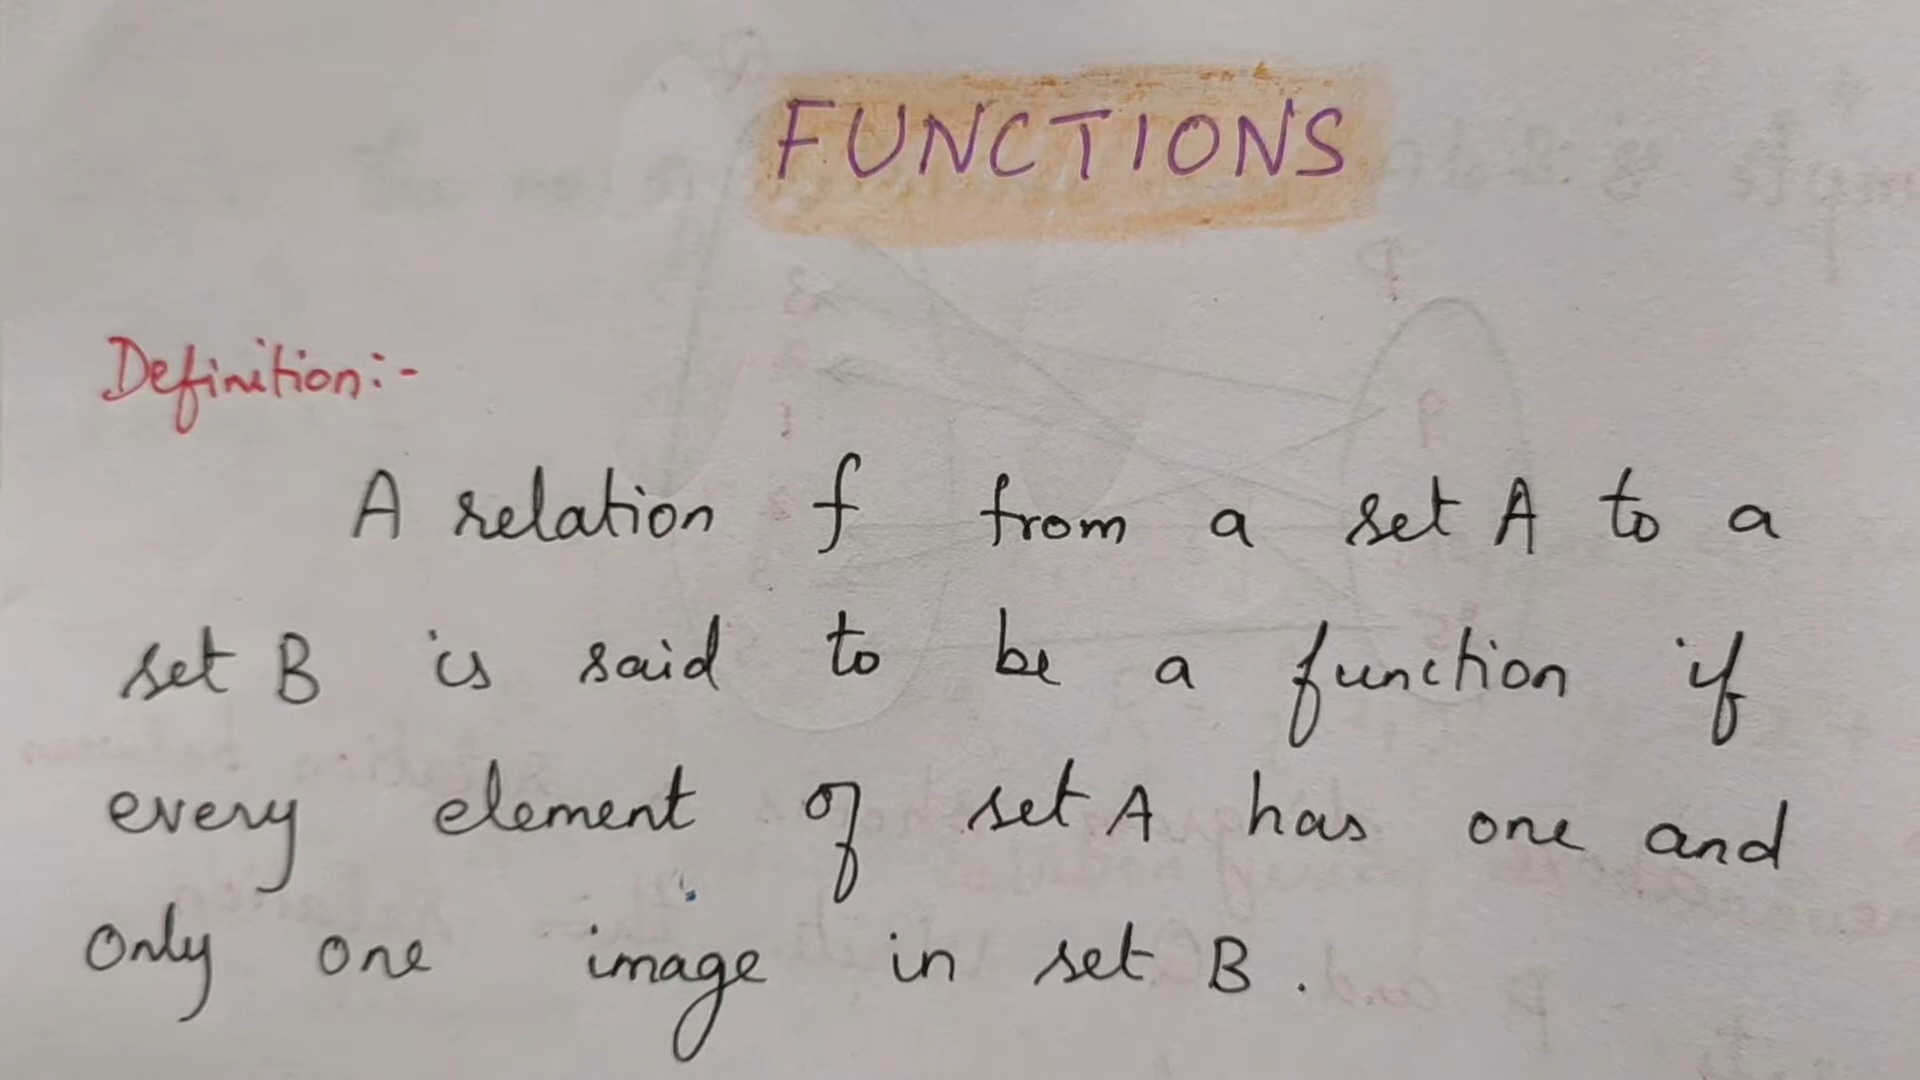 FUNCTIONS
Definition:-
A relation f from a set A to a
set B is said to be a function if
every element of set A has one and
only one image in set B.